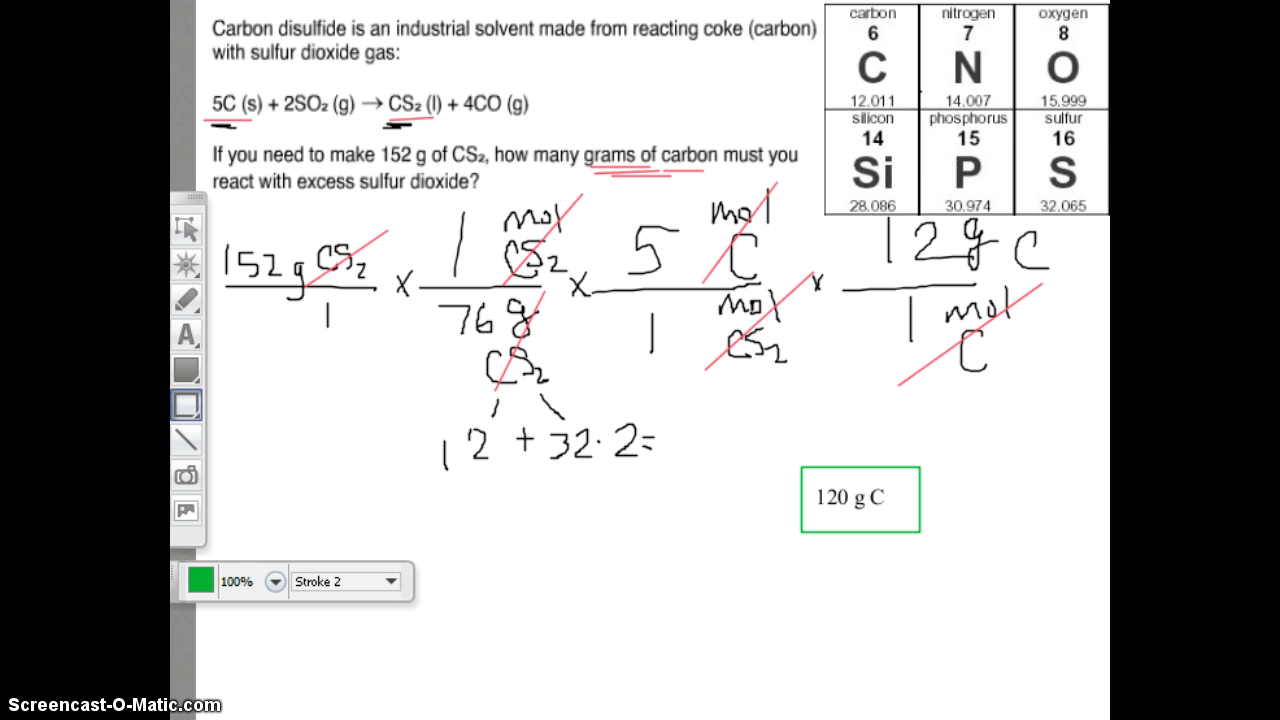 Carbon disulfide is an industrial solvent made from reacting coke (carbon)
with sulfur dioxide gas:
5C (s) + 2SO₂ (g) → CS₂ (l) + 4CO (g)
If you need to make 152 g of CS₂, how many grams of carbon must you
react with excess sulfur dioxide?
carbon nitrogen oxygen
6 7 8
C N O
12.011 14.007 15.999
silicon phosphorus sulfur
14 15 16
Si P S
28.086 30.974 32.065
152 g CS₂ x 1 mol CS₂ x 5 mol C x 12 g C
1 76 g CS₂ 1 mol CS₂ 1 mol C
12 + 32 · 2 =
120 g C
A
100% Stroke 2
Screencast-O-Matic.com